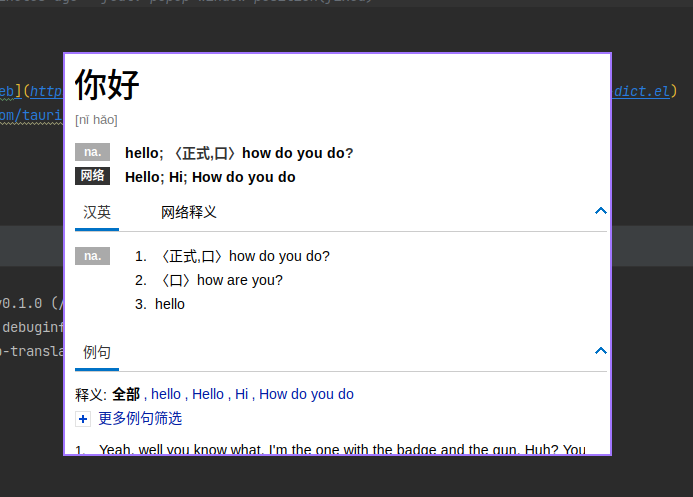 eb](http
dict.el)
om/tauri
你好
[nǐ hǎo]
na. hello; 〈正式,口〉how do you do?
网络 Hello; Hi; How do you do
汉英 网络释义
na. 1. 〈正式,口〉how do you do?
2. 〈口〉how are you?
3. hello
v0.1.0 (/
debuginf
p-transla
例句
释义: 全部 , hello , Hello , Hi , How do you do
更多例句筛选
1. Yeah, well you know what, I'm the one with the badge and the gun. Huh? You